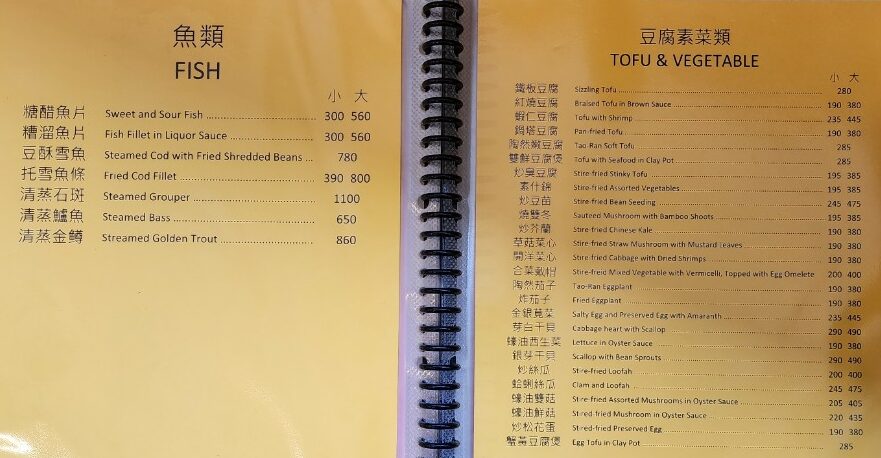 魚類
FISH
小 大
糖醋魚片 Sweet and Sour Fish 300 560
糟溜魚片 Fish Fillet in Liquor Sauce 300 560
豆酥雪魚 Steamed Cod with Fried Shredded Beans 780
托雪魚條 Fried Cod Fillet 390 800
清蒸石斑 Steamed Grouper 1100
清蒸鱸魚 Steamed Bass 650
清蒸金鱒 Streamed Golden Trout 860
豆腐素菜類
TOFU & VEGETABLE
小 大
鐵板豆腐 Sizzling Tofu 280
紅燒豆腐 Braised Tofu in Brown Sauce 190 380
蝦仁豆腐 Tofu with Shrimp 235 445
鍋塔豆腐 Pan-fried Tofu 190 380
陶然嫩豆腐 Tao Ran Soft Tofu 285
雙鮮豆腐煲 Tofu with Seafood in Clay Pot 285
炒臭豆腐 Stire-fried Stinky Tofu 195 385
素什錦 Stire-fried Assorted Vegetables 195 385
炒豆苗 Stire-fried Bean Seeding 245 475
燒雙冬 Sauteed Mushroom with Bamboo Shoots 195 385
炒芥蘭 Stire-fried Chinese Kale 190 380
草菇菜心 Stire-fried Straw Mushroom with Mustard Leaves 190 380
開洋菜心 Stire-fried Cabbage with Dried Shrimps 190 380
合菜戴帽 Stire-freid Mixed Vegetable with Vermicelli, Topped with Egg Omelete 200 400
陶然茄子 Tao-Ran Eggplant 190 380
炸茄子 Fried Eggplant 190 380
金銀莧菜 Salty Egg and Preserved Egg with Amaranth 235 445
芽白干貝 Cabbage heart with Scallop 290 490
蠔油西生菜 Lettuce in Oyster Sauce 190 380
銀芽干貝 Scallop with Bean Sprouts 290 490
炒絲瓜 Stire-fried Loofah 200 400
蛤蜊絲瓜 Clam and Loofah 245 475
蠔油雙菇 Stire-fried Assorted Mushrooms in Oyster Sauce 205 405
蠔油鮮菇 Stired-fried Mushroom in Oyster Sauce 220 435
炒松花蛋 Stired-fried Preserved Egg 190 380
蟹黃豆腐煲 Egg Tofu in Clay Pot 285